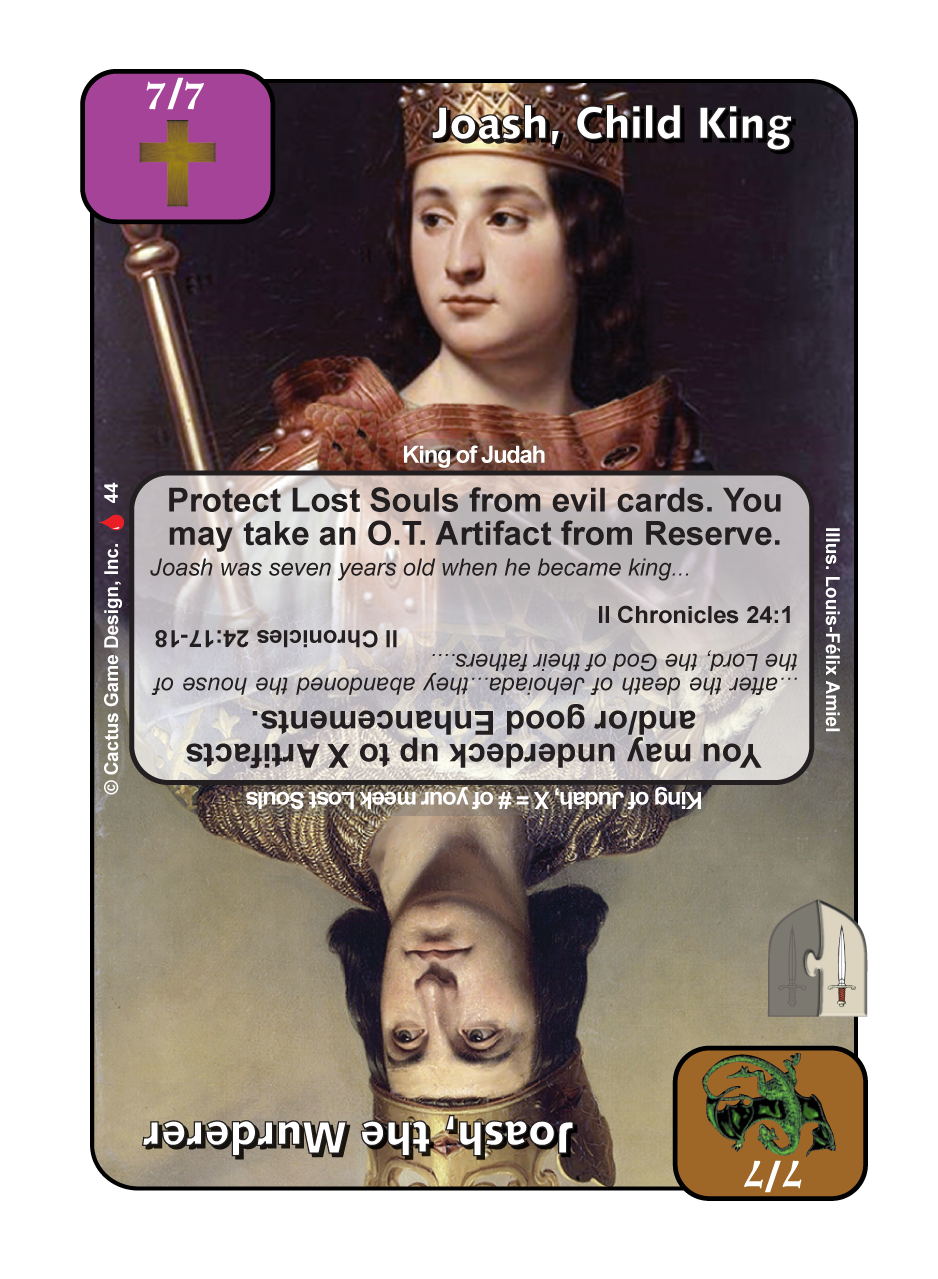 7/7
Joash, Child King
King of Judah
Protect Lost Souls from evil cards. You
may take an O.T. Artifact from Reserve.
Joash was seven years old when he became king...
II Chronicles 24:1
© Cactus Game Design, Inc. 44
Illus. Louis-Félix Amiel
7/7
Joash, the Murderer
King of Judah, X = # of your meek Lost Souls
You may underdeck up to X Artifacts
and/or good Enhancements.
...after the death of Jehoiada...they abandoned the house of
the Lord, the God of their fathers....
II Chronicles 24:17-18